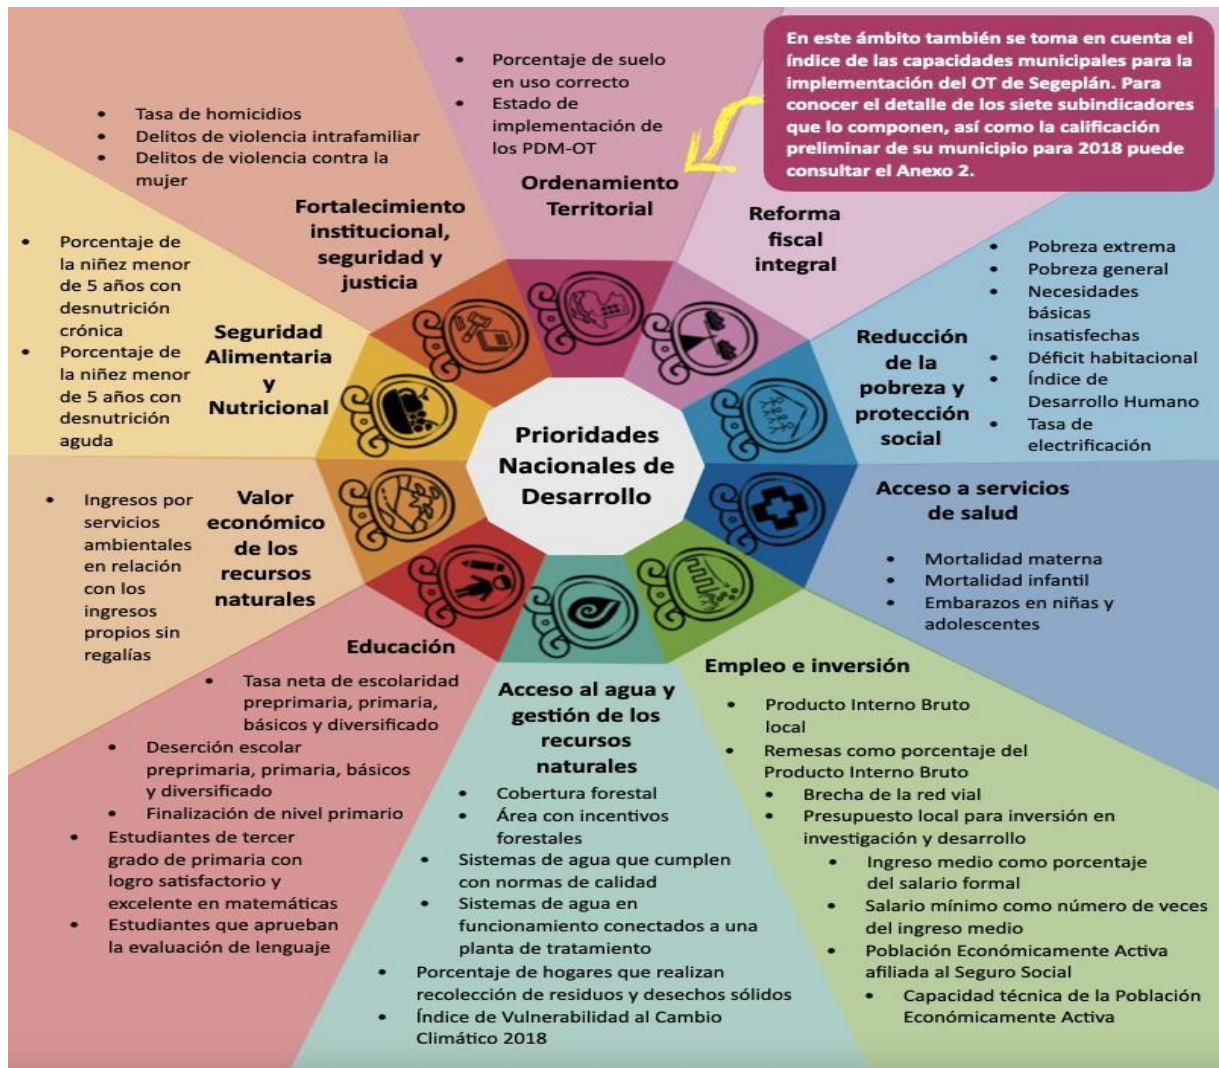 En este ámbito también se toma en cuenta el
índice de las capacidades municipales para la
implementación del OT de Segeplán. Para
conocer el detalle de los siete subindicadores
que lo componen, así como la calificación
preliminar de su municipio para 2018 puede
consultar el Anexo 2.
• Porcentaje de suelo
en uso correcto
• Estado de
implementación de
los PDM-OT
Ordenamiento
Territorial
Reforma
fiscal
integral
• Pobreza extrema
• Pobreza general
• Necesidades
básicas
insatisfechas
• Déficit habitacional
• Índice de
Desarrollo Humano
• Tasa de
electrificación
Reducción
de la
pobreza y
protección
social
Acceso a servicios
de salud
• Mortalidad materna
• Mortalidad infantil
• Embarazos en niñas y
adolescentes
Empleo e inversión
• Producto Interno Bruto
local
• Remesas como porcentaje del
Producto Interno Bruto
• Brecha de la red vial
• Presupuesto local para inversión en
investigación y desarrollo
• Ingreso medio como porcentaje
del salario formal
• Salario mínimo como número de veces
del ingreso medio
• Población Económicamente Activa
afiliada al Seguro Social
• Capacidad técnica de la Población
Económicamente Activa
Acceso al agua y
gestión de los
recursos
naturales
• Cobertura forestal
• Área con incentivos
forestales
• Sistemas de agua que cumplen
con normas de calidad
• Sistemas de agua en
funcionamiento conectados a una
planta de tratamiento
• Porcentaje de hogares que realizan
recolección de residuos y desechos sólidos
• Índice de Vulnerabilidad al Cambio
Climático 2018
Educación
• Tasa neta de escolaridad
preprimaria, primaria,
básicos y diversificado
• Deserción escolar
preprimaria, primaria, básicos
y diversificado
• Finalización de nivel primario
• Estudiantes de tercer
grado de primaria con
logro satisfactorio y
excelente en matemáticas
• Estudiantes que aprueban
la evaluación de lenguaje
Valor
económico
de los
recursos
naturales
• Ingresos por
servicios
ambientales
en relación
con los
ingresos
propios sin
regalías
Seguridad
Alimentaria
y
Nutricional
• Porcentaje de
la niñez menor
de 5 años con
desnutrición
crónica
• Porcentaje de
la niñez menor
de 5 años con
desnutrición
aguda
Fortalecimiento
institucional,
seguridad y
justicia
• Tasa de homicidios
• Delitos de violencia intrafamiliar
• Delitos de violencia contra la
mujer
Prioridades
Nacionales de
Desarrollo